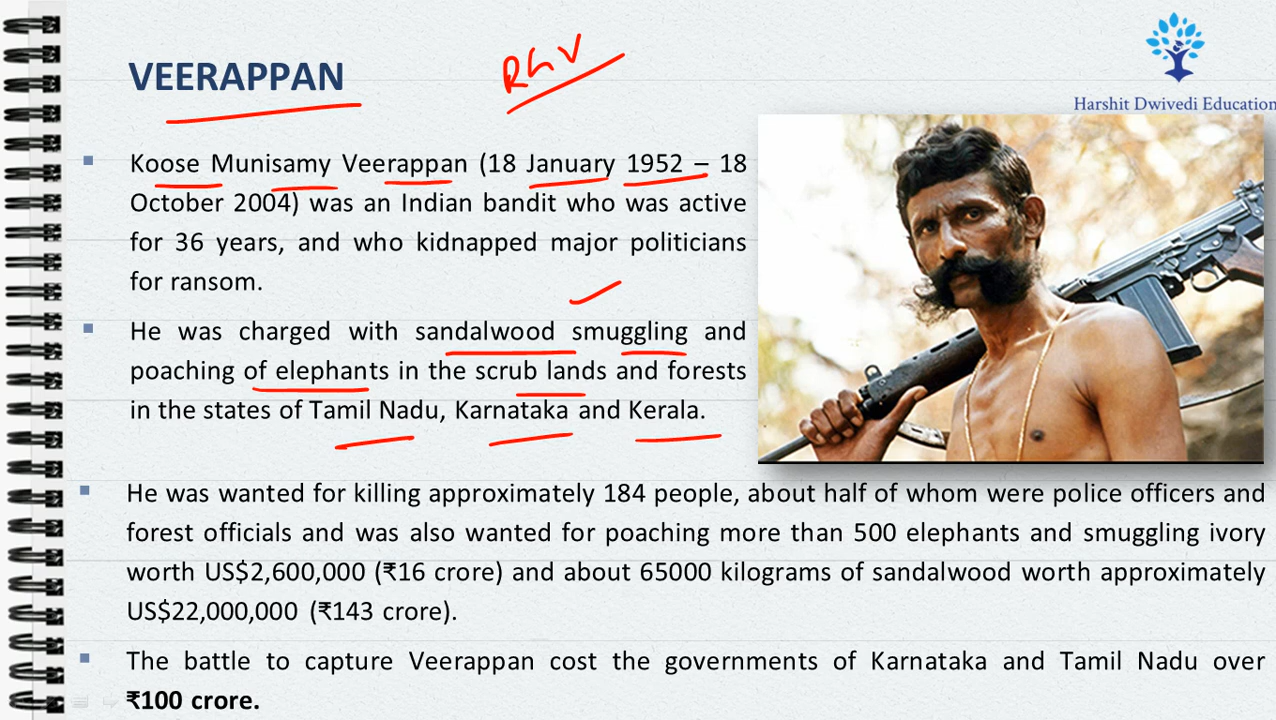 VEERAPPAN
RGV
Harshit Dwivedi Education
Koose Munisamy Veerappan (18 January 1952 – 18
October 2004) was an Indian bandit who was active
for 36 years, and who kidnapped major politicians
for ransom.
He was charged with sandalwood smuggling and
poaching of elephants in the scrub lands and forests
in the states of Tamil Nadu, Karnataka and Kerala.
He was wanted for killing approximately 184 people, about half of whom were police officers and
forest officials and was also wanted for poaching more than 500 elephants and smuggling ivory
worth US$2,600,000 (₹16 crore) and about 65000 kilograms of sandalwood worth approximately
US$22,000,000 (₹143 crore).
The battle to capture Veerappan cost the governments of Karnataka and Tamil Nadu over
₹100 crore.